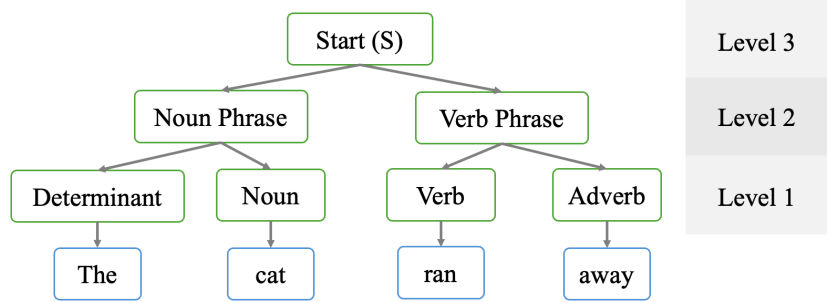 Start (S)
Level 3
Noun Phrase
Verb Phrase
Level 2
Determinant
Noun
Verb
Adverb
Level 1
The
cat
ran
away